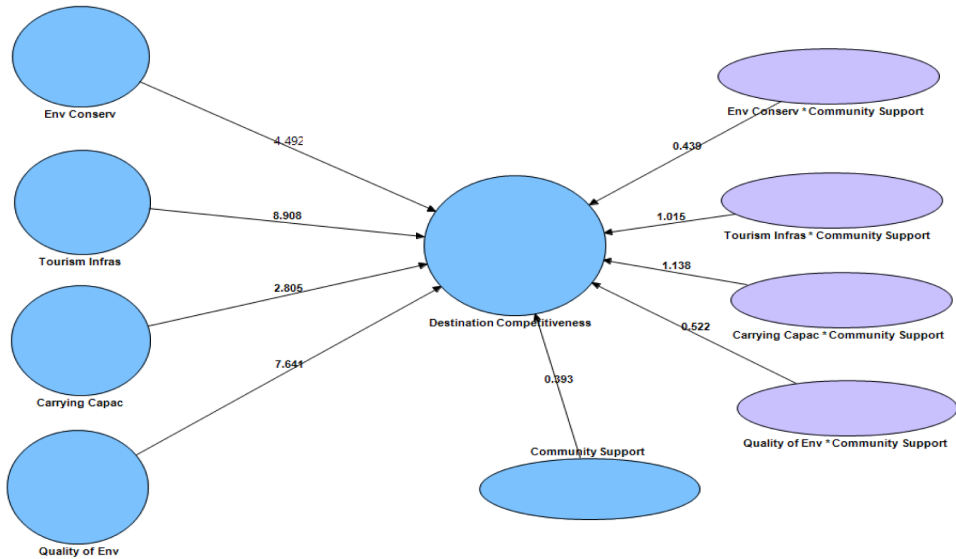 Env Conserv
4.492
Tourism Infras
8.908
Carrying Capac
2.805
Quality of Env
7.641
Destination Competitiveness
Community Support
0.393
Env Conserv * Community Support
0.439
Tourism Infras * Community Support
1.015
Carrying Capac * Community Support
1.138
Quality of Env * Community Support
0.522